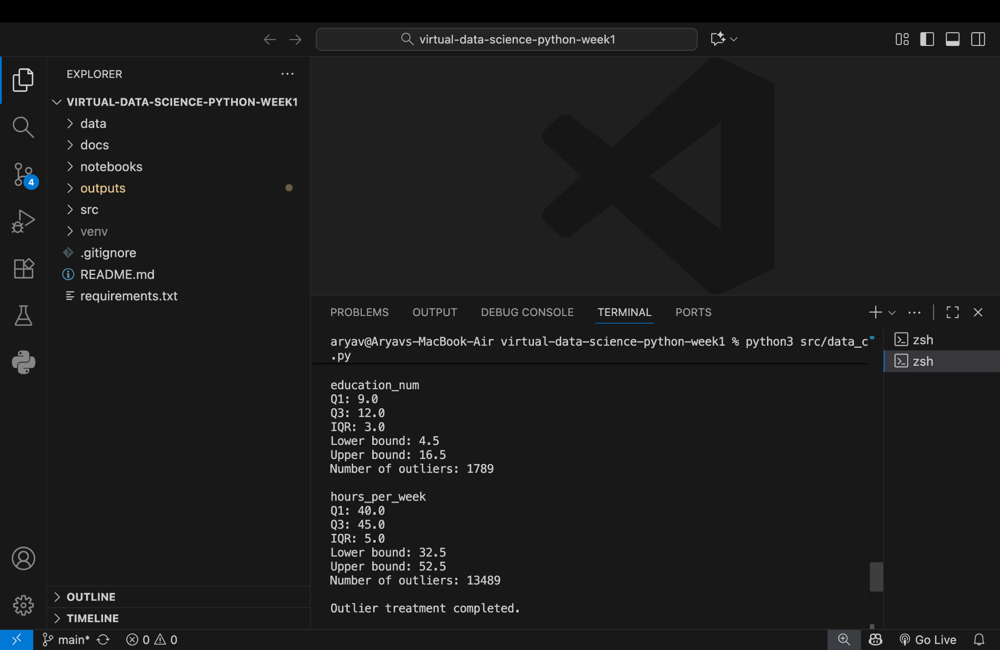 virtual-data-science-python-week1
EXPLORER
VIRTUAL-DATA-SCIENCE-PYTHON-WEEK1
data
docs
notebooks
outputs
src
venv
.gitignore
README.md
requirements.txt
4
OUTLINE
TIMELINE
PROBLEMS OUTPUT DEBUG CONSOLE TERMINAL PORTS
aryav@Aryavs-MacBook-Air virtual-data-science-python-week1 % python3 src/data_c
.py
education_num
Q1: 9.0
Q3: 12.0
IQR: 3.0
Lower bound: 4.5
Upper bound: 16.5
Number of outliers: 1789
hours_per_week
Q1: 40.0
Q3: 45.0
IQR: 5.0
Lower bound: 32.5
Upper bound: 52.5
Number of outliers: 13489
Outlier treatment completed.
zsh
zsh
main* 0 0 Go Live